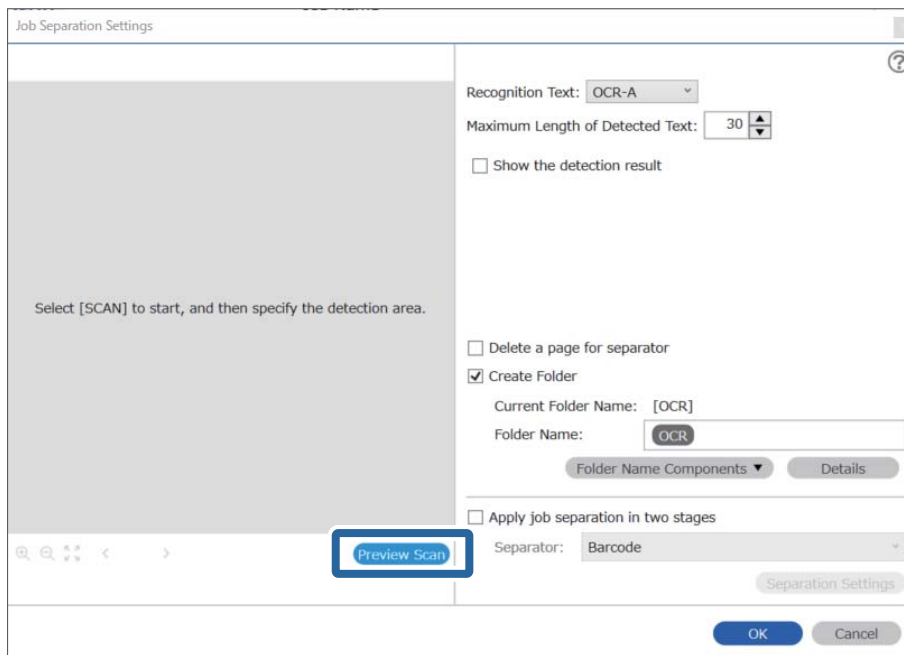 Job Separation Settings
Recognition Text: OCR-A
Maximum Length of Detected Text: 30
Show the detection result
Select [SCAN] to start, and then specify the detection area.
Delete a page for separator
Create Folder
Current Folder Name: [OCR]
Folder Name: OCR
Folder Name Components ▼ Details
Apply job separation in two stages
Preview Scan
Separator: Barcode
Separation Settings
OK Cancel